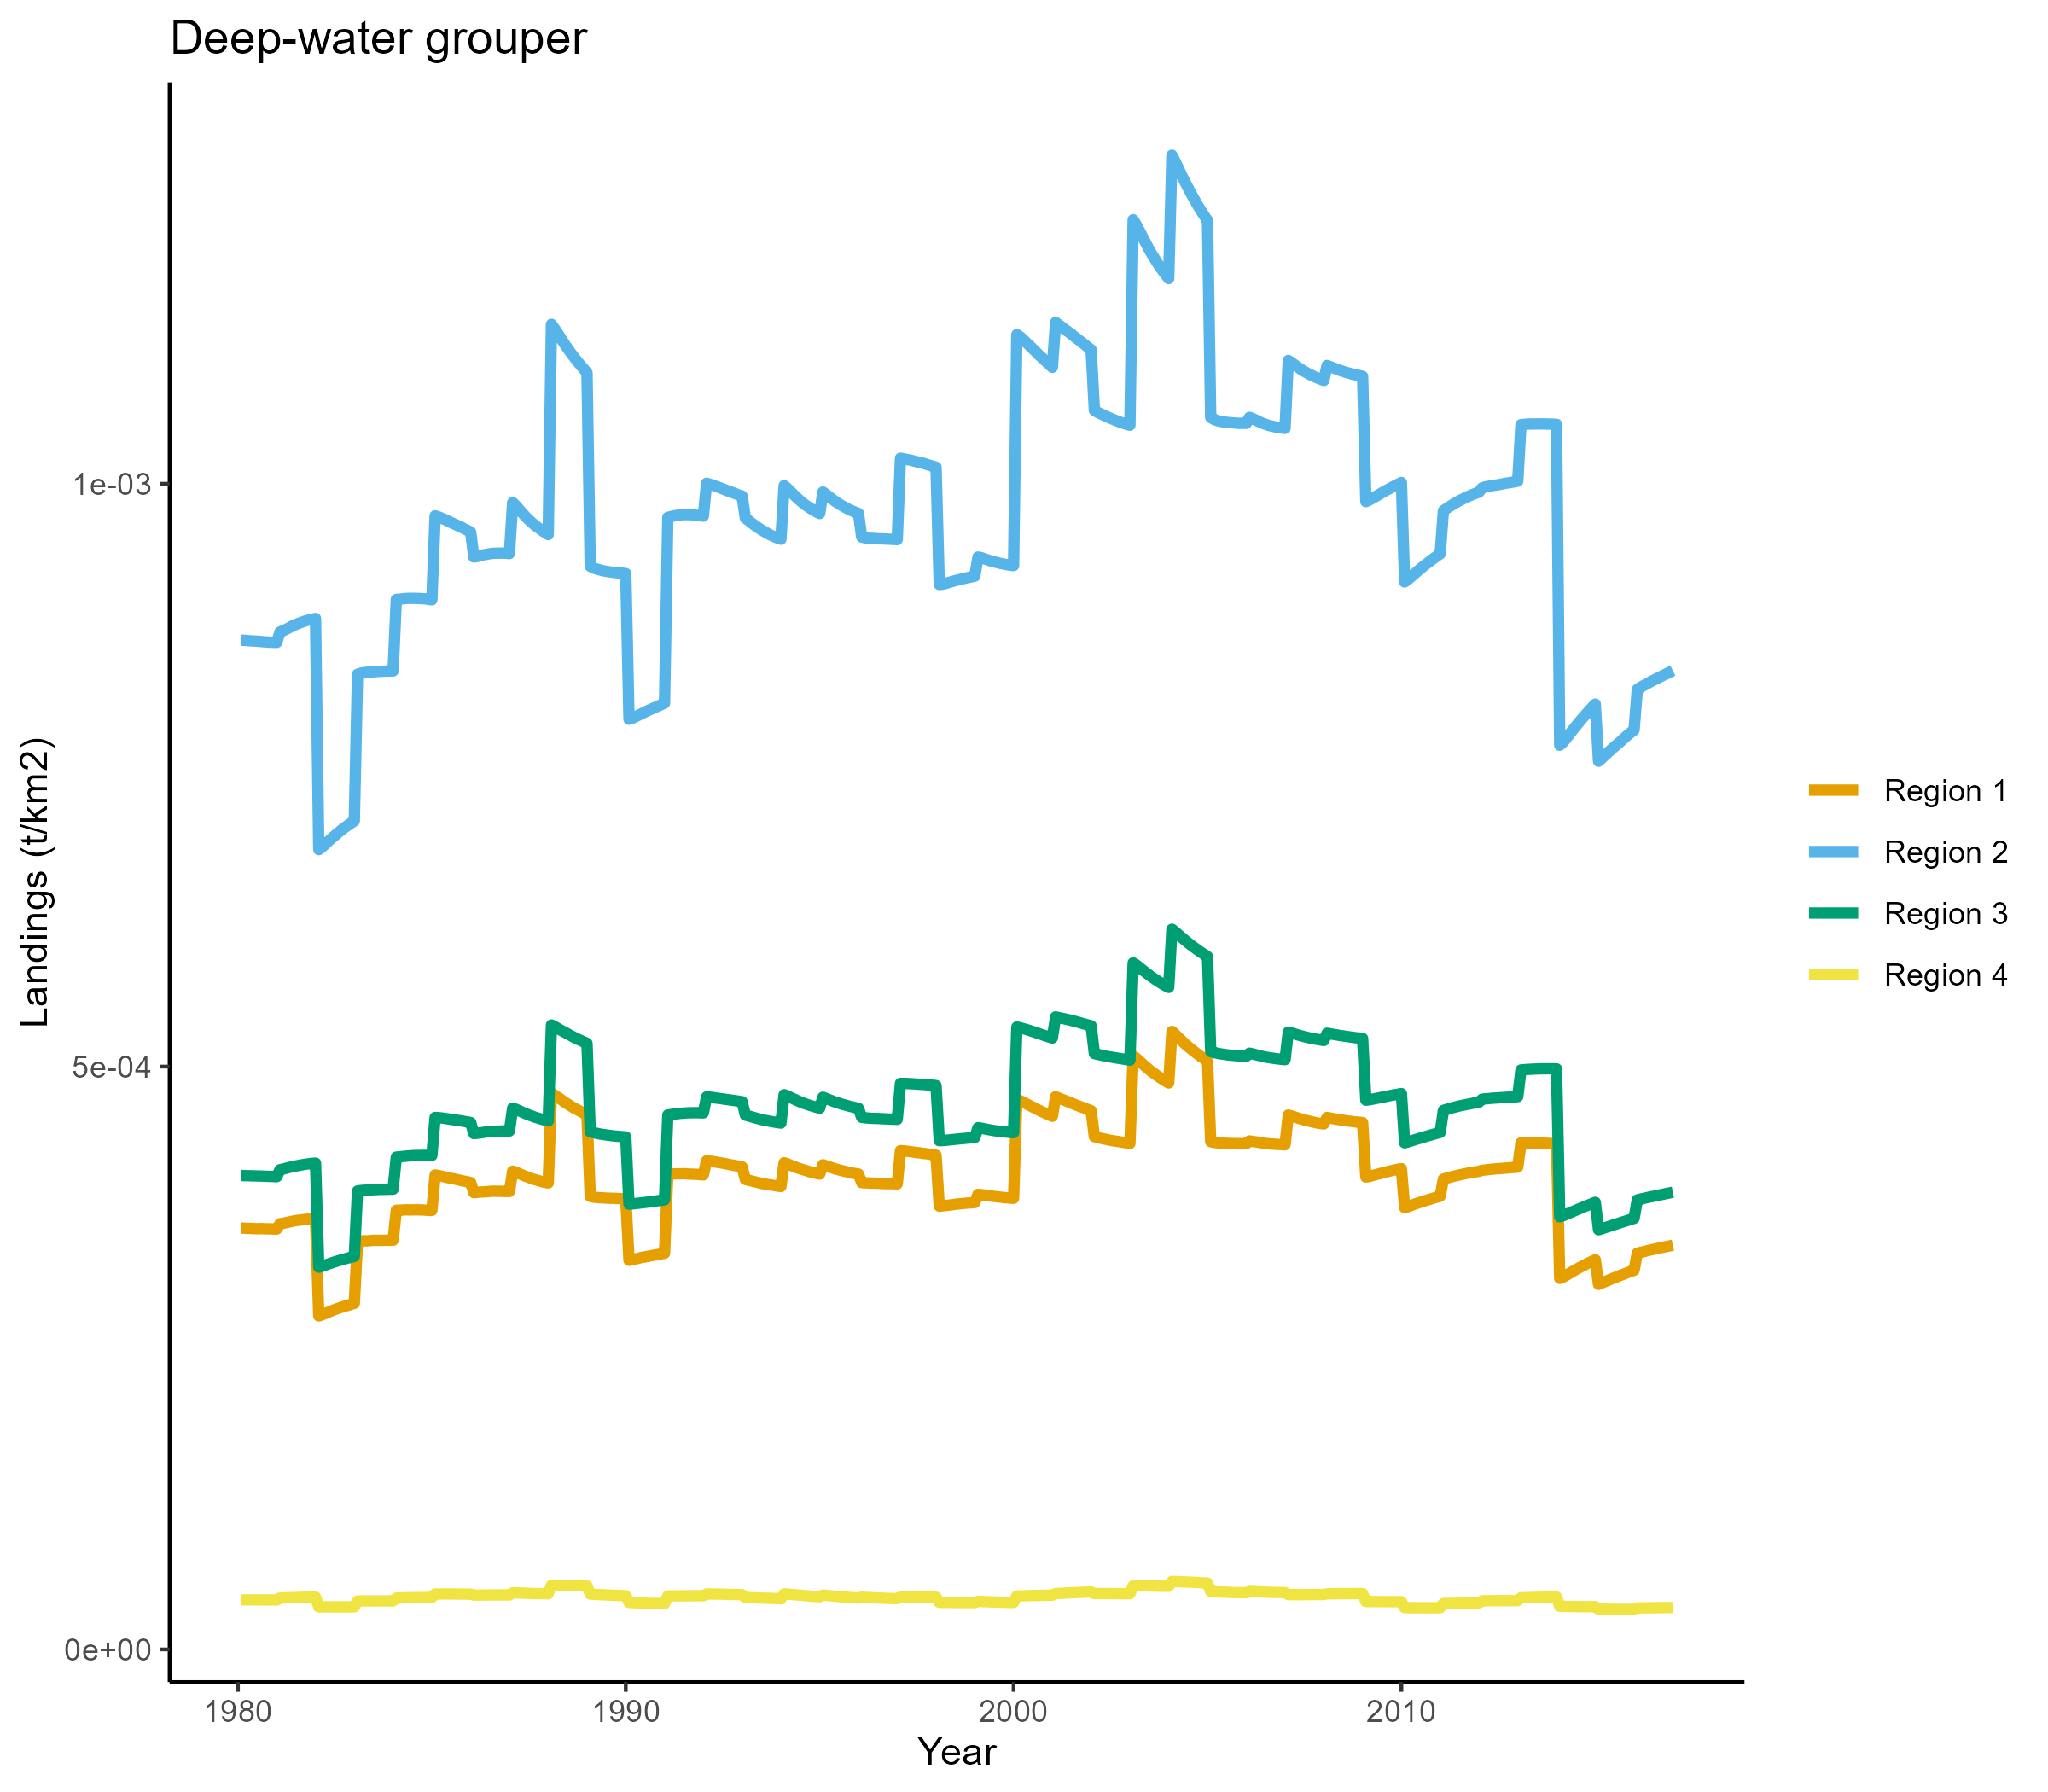 Deep-water grouper
Landings (t/km2)
1e-03
5e-04
0e+00
1980
1990
2000
2010
Year
Region 1
Region 2
Region 3
Region 4